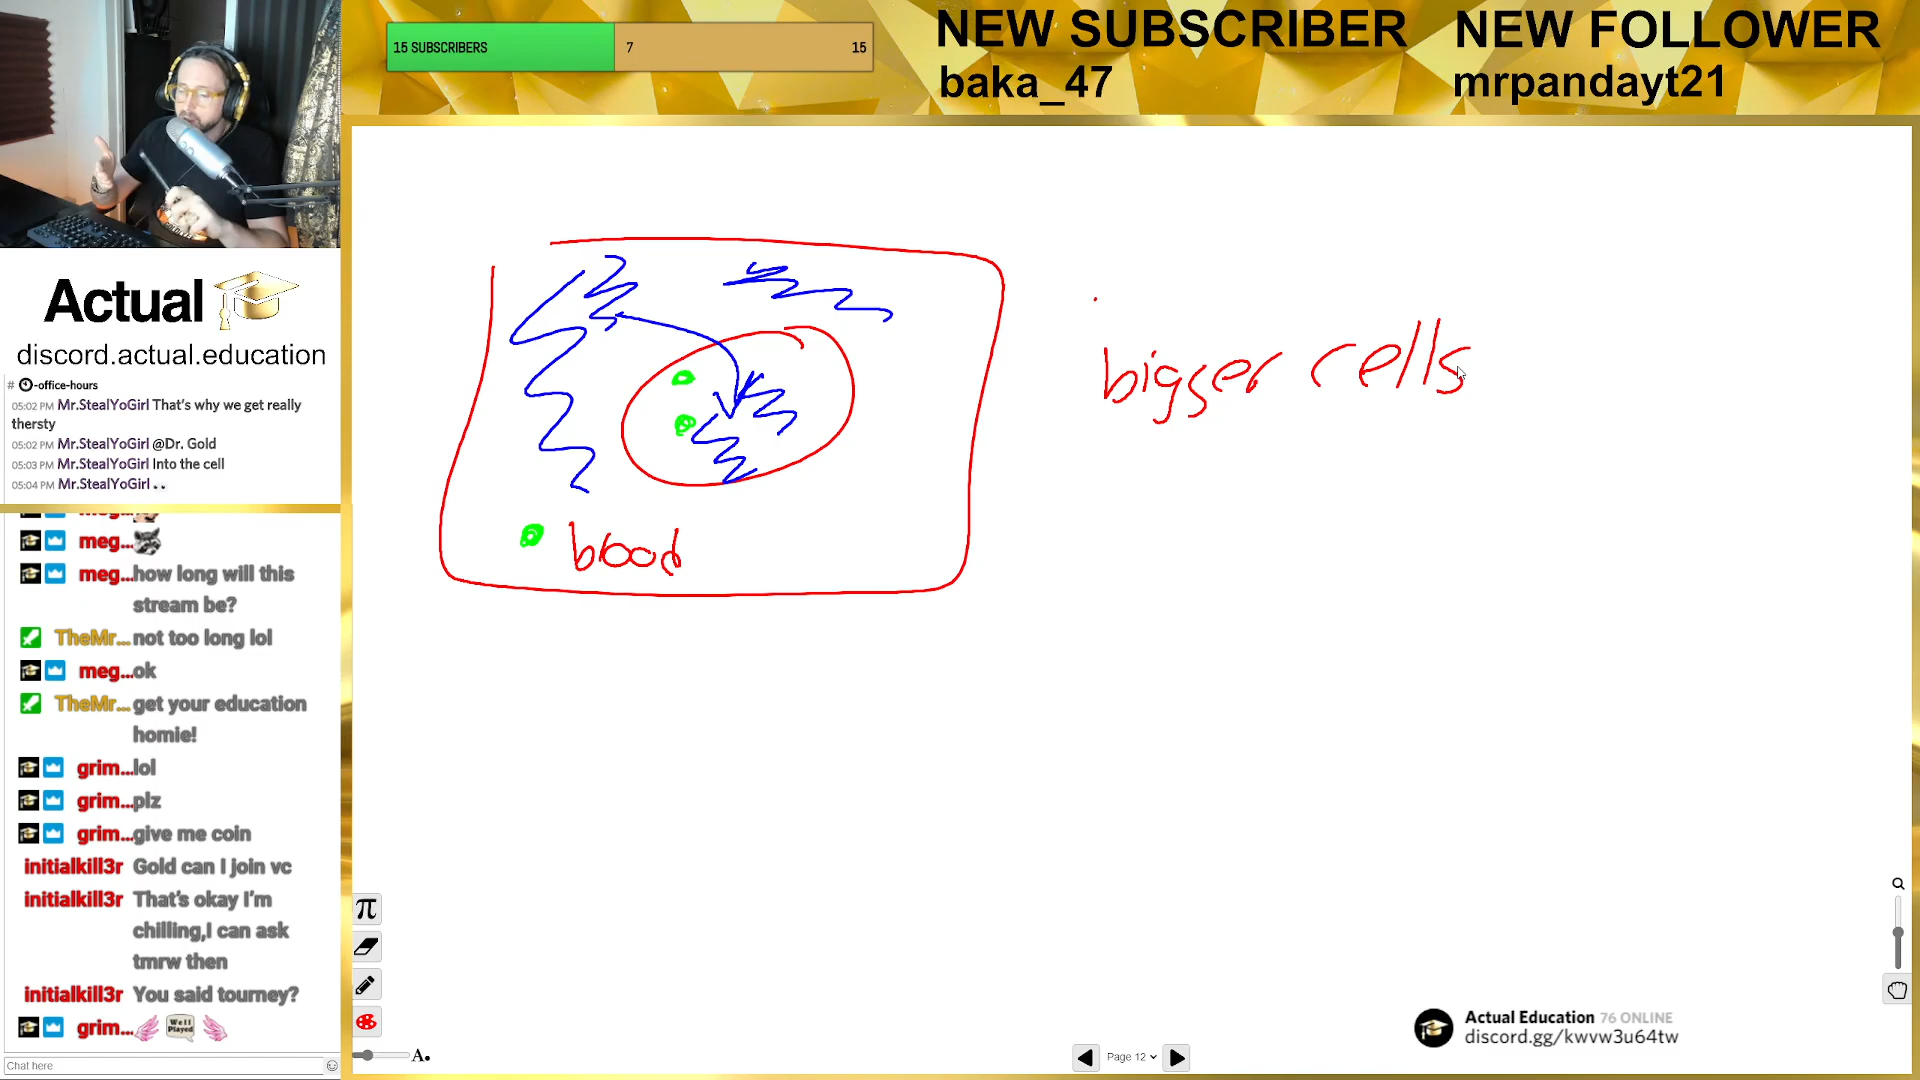 15 SUBSCRIBERS 7 15
NEW SUBSCRIBER
baka_47
NEW FOLLOWER
mrpandayt21
Actual
discord.actual.education
# -office-hours
05:02 PM Mr.StealYoGirl That's why we get really
thersty
05:02 PM Mr.StealYoGirl @Dr. Gold
05:03 PM Mr.StealYoGirl Into the cell
05:04 PM Mr.StealYoGirl ..
meg...
meg...how long will this
stream be?
TheMr...not too long lol
meg...ok
TheMr...get your education
homie!
grim...lol
grim...plz
grim...give me coin
initialkill3r Gold can I join vc
initialkill3r That's okay I'm
chilling,I can ask
tmrw then
initialkill3r You said tourney?
grim... Well Played
Chat here
blood
bigger cells
π
A.
Page 12
Actual Education 76 ONLINE
discord.gg/kwvw3u64tw